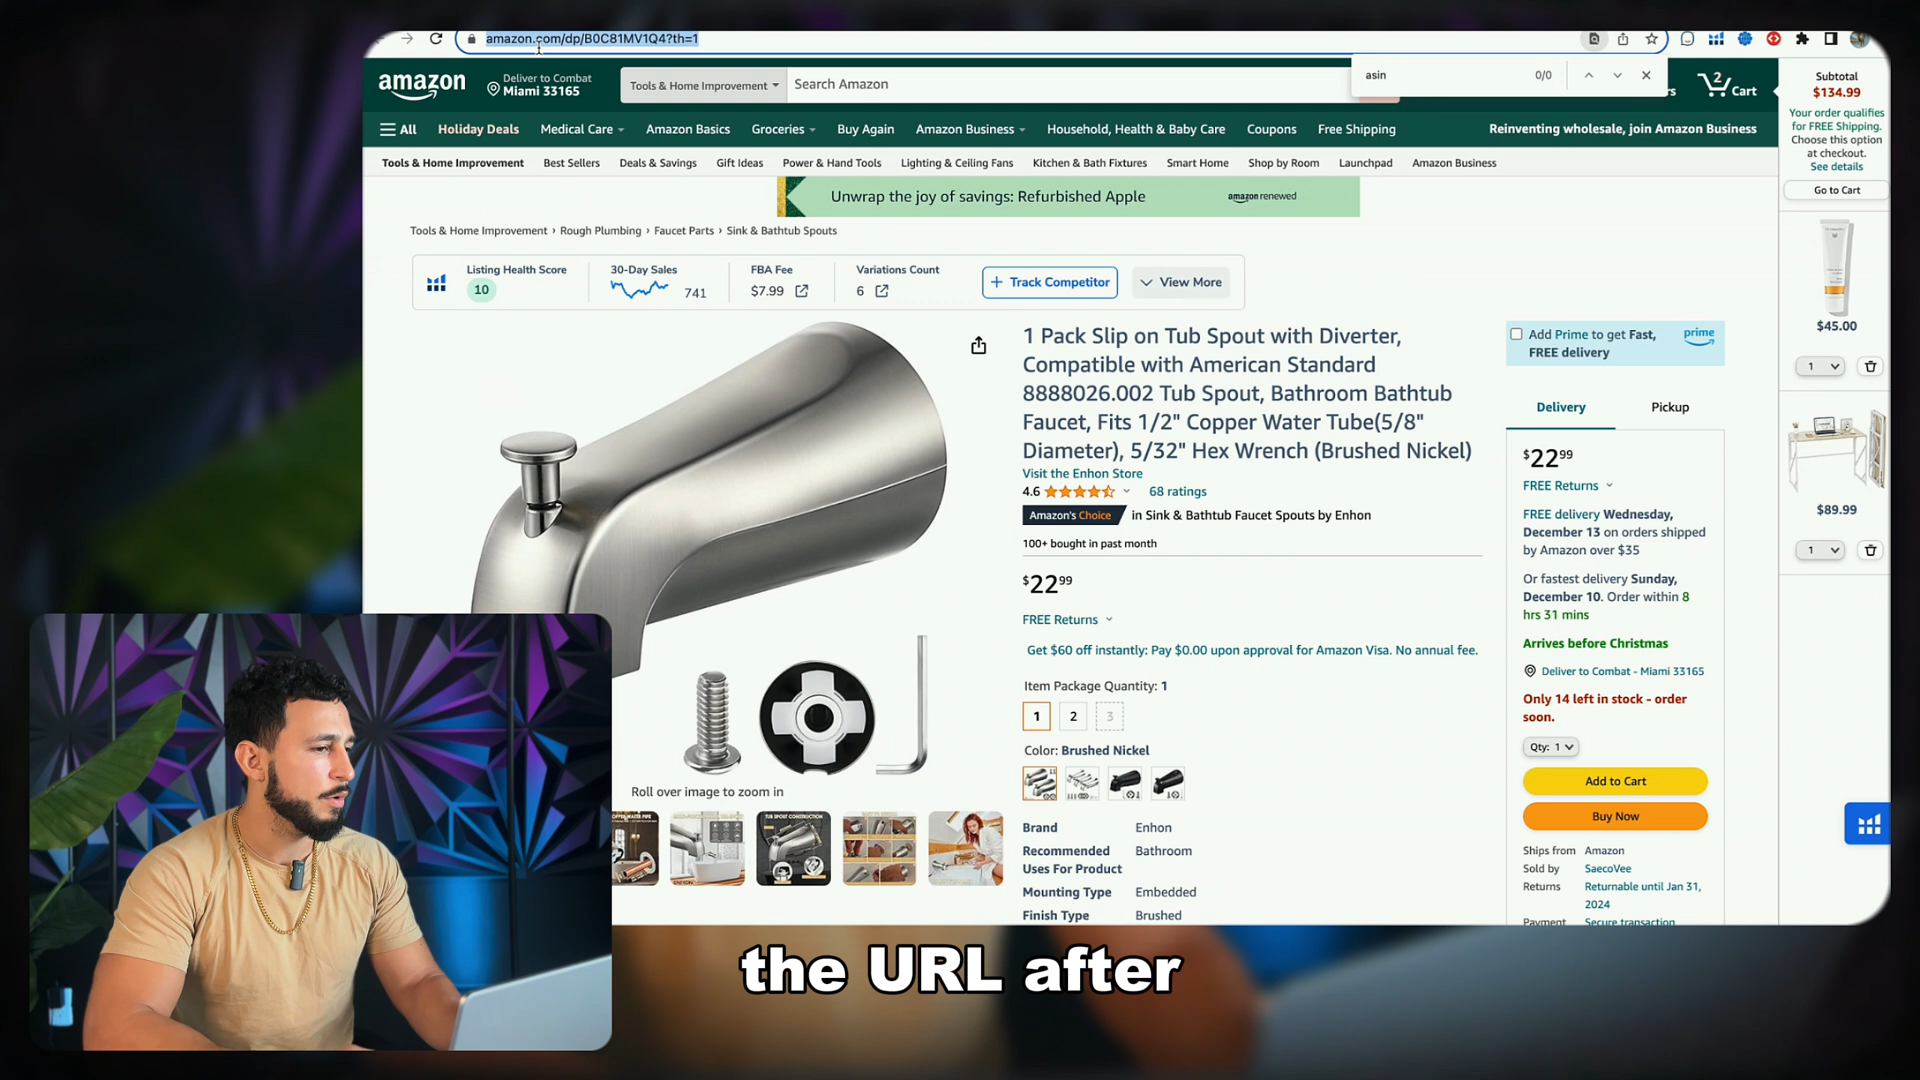 amazon.com/dp/B0C81MV1Q4?th=1
asin
0/0
amazon
Deliver to Combat
Miami 33165
Tools & Home Improvement
Search Amazon
2
Cart
All
Holiday Deals
Medical Care
Amazon Basics
Groceries
Buy Again
Amazon Business
Household, Health & Baby Care
Coupons
Free Shipping
Reinventing wholesale, join Amazon Business
Tools & Home Improvement
Best Sellers
Deals & Savings
Gift Ideas
Power & Hand Tools
Lighting & Ceiling Fans
Kitchen & Bath Fixtures
Smart Home
Shop by Room
Launchpad
Amazon Business
Unwrap the joy of savings: Refurbished Apple
amazon renewed
Tools & Home Improvement › Rough Plumbing › Faucet Parts › Sink & Bathtub Spouts
Listing Health Score
10
30-Day Sales
741
FBA Fee
$7.99
Variations Count
6
+ Track Competitor
View More
1 Pack Slip on Tub Spout with Diverter,
Compatible with American Standard
8888026.002 Tub Spout, Bathroom Bathtub
Faucet, Fits 1/2" Copper Water Tube(5/8"
Diameter), 5/32" Hex Wrench (Brushed Nickel)
Visit the Enhon Store
4.6
68 ratings
Amazon's Choice
in Sink & Bathtub Faucet Spouts by Enhon
100+ bought in past month
$22 99
FREE Returns
Get $60 off instantly: Pay $0.00 upon approval for Amazon Visa. No annual fee.
Item Package Quantity: 1
1
2
3
Color: Brushed Nickel
Brand Enhon
Recommended Bathroom
Uses For Product
Mounting Type Embedded
Finish Type Brushed
Roll over image to zoom in
TUB SPOUT CONSTRUCTION
Add Prime to get Fast,
FREE delivery
prime
Delivery
Pickup
$22 99
FREE Returns
FREE delivery Wednesday,
December 13 on orders shipped
by Amazon over $35
Or fastest delivery Sunday,
December 10. Order within 8
hrs 31 mins
Arrives before Christmas
Deliver to Combat - Miami 33165
Only 14 left in stock - order
soon.
Qty: 1
Add to Cart
Buy Now
Ships from Amazon
Sold by SaecoVee
Returns Returnable until Jan 31,
2024
Payment Secure transaction
Subtotal
$134.99
Your order qualifies
for FREE Shipping.
Choose this option
at checkout.
See details
Go to Cart
$45.00
1
$89.99
1
the URL after